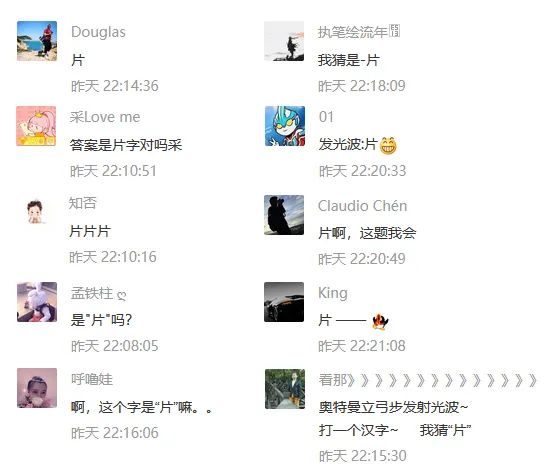 Douglas
片
昨天 22:14:36
采Love me
答案是片字对吗采
昨天 22:10:51
知否
片片片
昨天 22:10:16
孟铁柱ღ
是"片"吗?
昨天 22:08:05
呼噜娃
啊，这个字是“片”嘛。。
昨天 22:16:06
执笔绘流年
我猜是-片
昨天 22:18:09
01
发光波:片
昨天 22:20:33
Claudio Chén
片啊，这题我会
昨天 22:20:49
King
片 ——
昨天 22:21:08
着那》》》》》》》》》》》》》》
奥特曼立弓步发射光波~
打一个汉字~ 我猜“片”
昨天 22:15:30